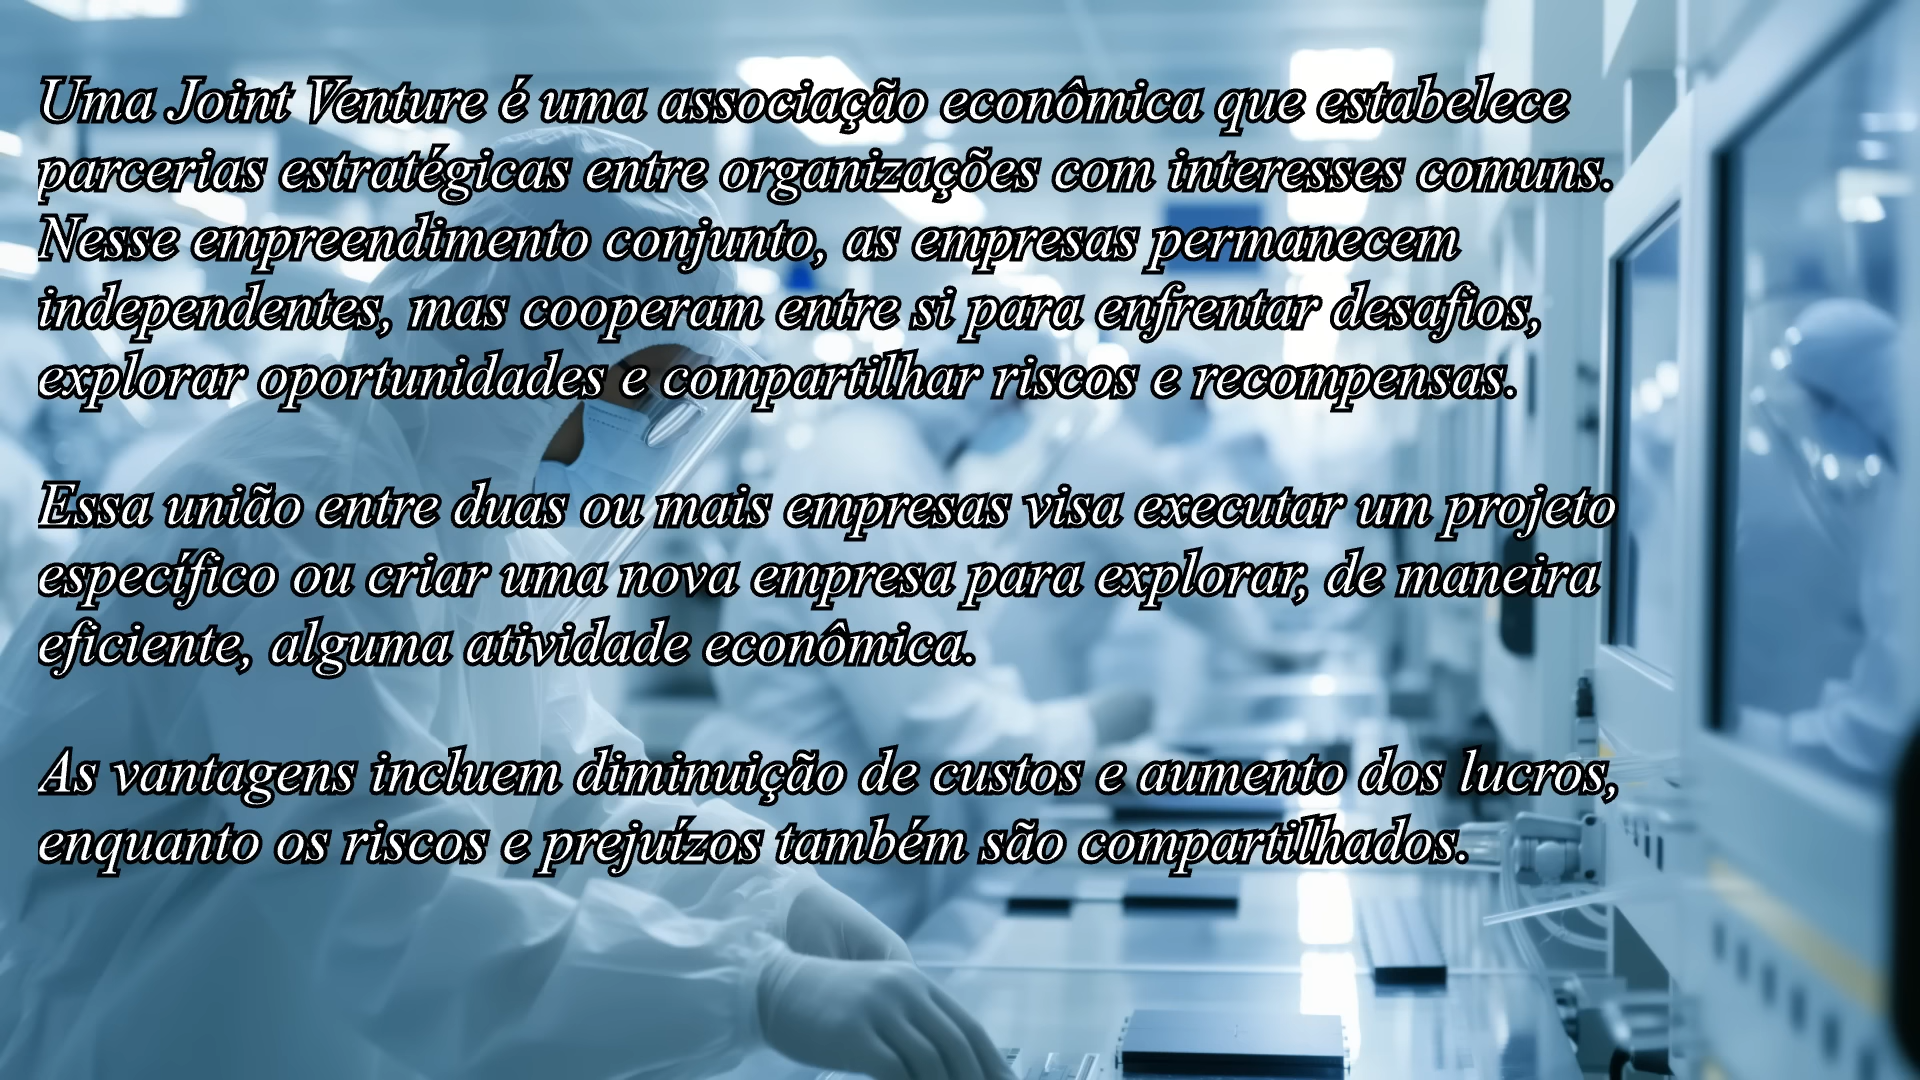 Uma Joint Venture é uma associação econômica que estabelece
parcerias estratégicas entre organizações com interesses comuns.
Nesse empreendimento conjunto, as empresas permanecem
independentes, mas cooperam entre si para enfrentar desafios,
explorar oportunidades e compartilhar riscos e recompensas.
Essa união entre duas ou mais empresas visa executar um projeto
específico ou criar uma nova empresa para explorar, de maneira
eficiente, alguma atividade econômica.
As vantagens incluem diminuição de custos e aumento dos lucros,
enquanto os riscos e prejuízos também são compartilhados.